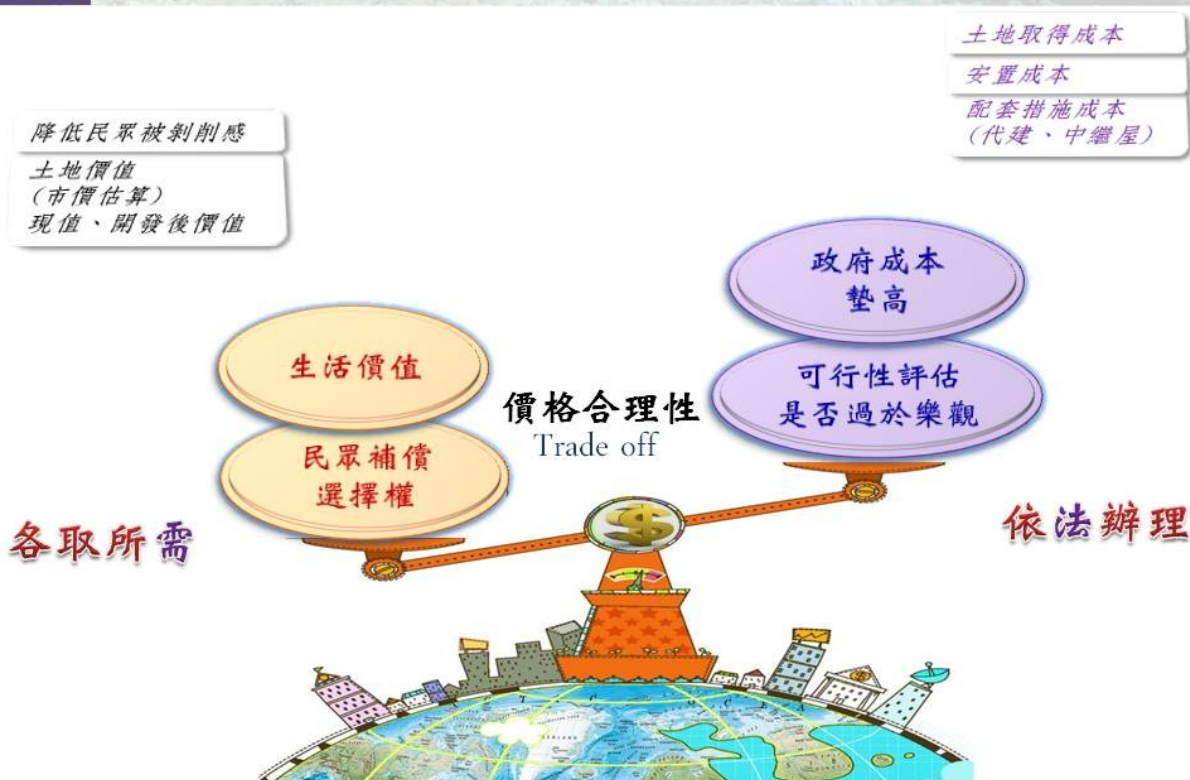 土地取得成本
安置成本
配套措施成本
(代建、中繼屋)
降低民眾被剝削感
土地價值
(市價估算)
現值、開發後價值
政府成本
墊高
生活價值
可行性評估
是否過於樂觀
價格合理性
Trade off
民眾補償
選擇權
各取所需
依法辦理